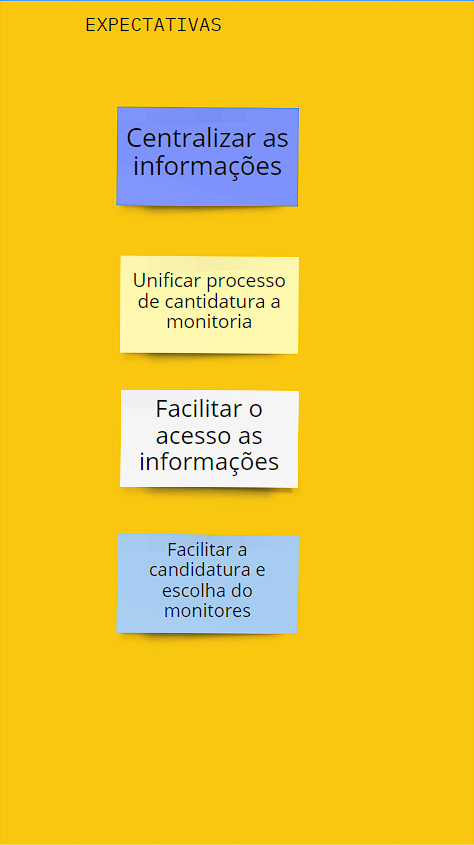 EXPECTATIVAS
Centralizar as
informações
Unificar processo
de cantidatura a
monitoria
Facilitar o
acesso as
informações
Facilitar a
candidatura e
escolha do
monitores